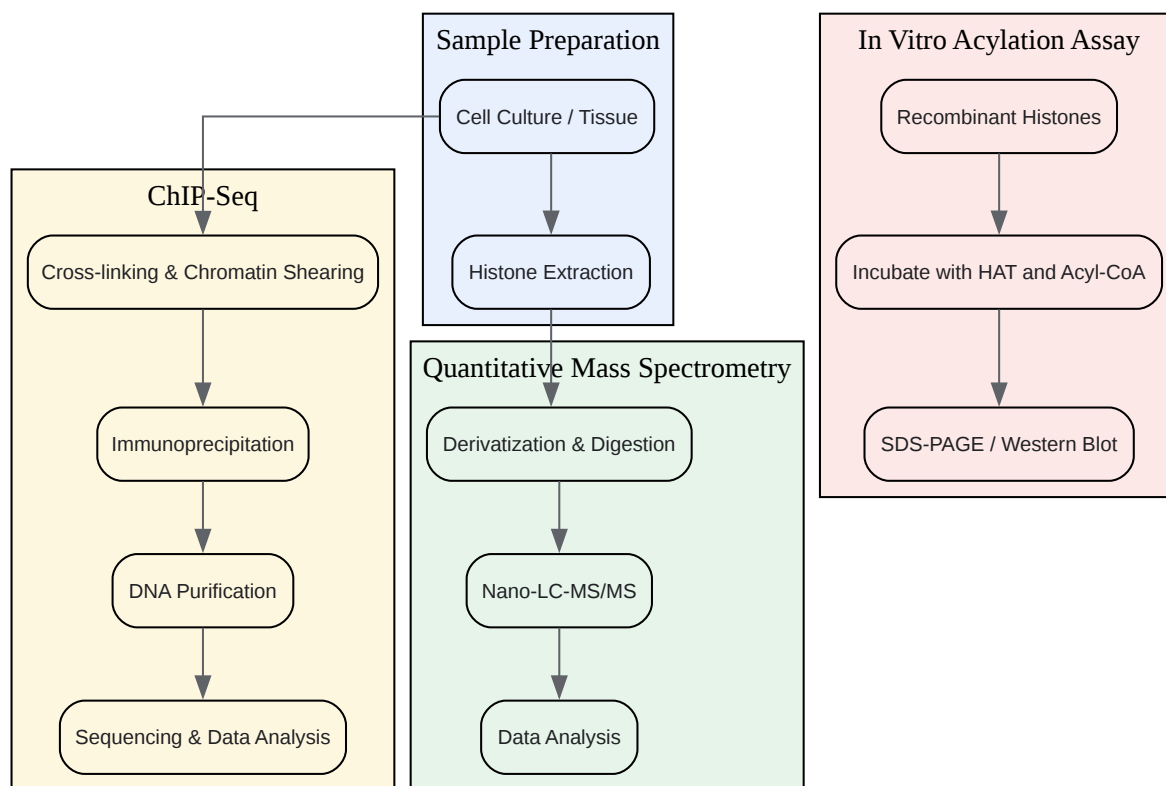 Sample Preparation
Cell Culture / Tissue
Histone Extraction
ChIP-Seq
Cross-linking & Chromatin Shearing
Immunoprecipitation
DNA Purification
Sequencing & Data Analysis
Quantitative Mass Spectrometry
Derivatization & Digestion
Nano-LC-MS/MS
Data Analysis
In Vitro Acylation Assay
Recombinant Histones
Incubate with HAT and Acyl-CoA
SDS-PAGE / Western Blot